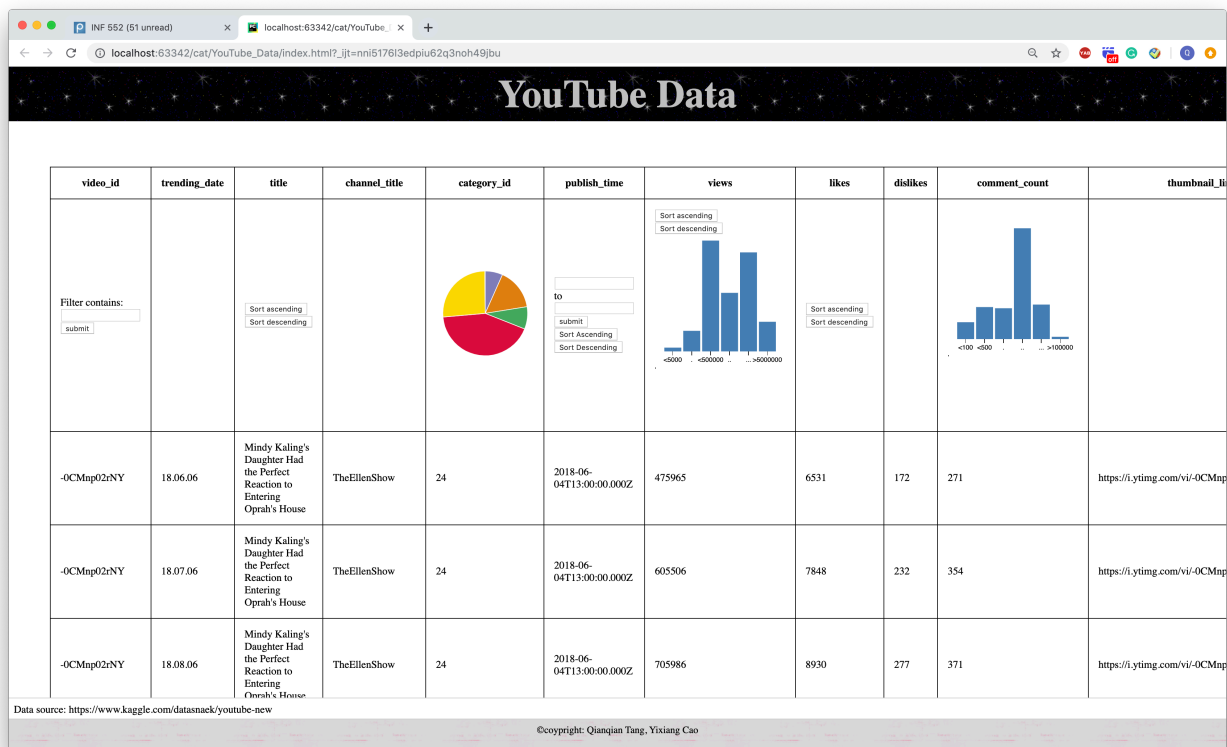 INF 552 (51 unread)
localhost:63342/cat/YouTube_
localhost:63342/cat/YouTube_Data/index.html?_ijt=nni5176l3edpiu62q3noh49jbu
off
Q
YouTube Data
video_id trending_date title channel_title category_id publish_time views likes dislikes comment_count thumbnail_li
Filter contains:
submit
Sort ascending
Sort descending
to
submit
Sort Ascending
Sort Descending
Sort ascending
Sort descending
<5000 . <500000 .. ... >5000000
Sort ascending
Sort descending
<100 <500 . .. ... >100000
-0CMnp02rNY 18.06.06
Mindy Kaling's
Daughter Had
the Perfect
Reaction to
Entering
Oprah's House
TheEllenShow 24
2018-06-
04T13:00:00.000Z
475965 6531 172 271 https://i.ytimg.com/vi/-0CMnp
-0CMnp02rNY 18.07.06
Mindy Kaling's
Daughter Had
the Perfect
Reaction to
Entering
Oprah's House
TheEllenShow 24
2018-06-
04T13:00:00.000Z
605506 7848 232 354 https://i.ytimg.com/vi/-0CMnp
-0CMnp02rNY 18.08.06
Mindy Kaling's
Daughter Had
the Perfect
Reaction to
Entering
Oprah's House
TheEllenShow 24
2018-06-
04T13:00:00.000Z
705986 8930 277 371 https://i.ytimg.com/vi/-0CMnp
Data source: https://www.kaggle.com/datasnaek/youtube-new
©coypright: Qianqian Tang, Yixiang Cao